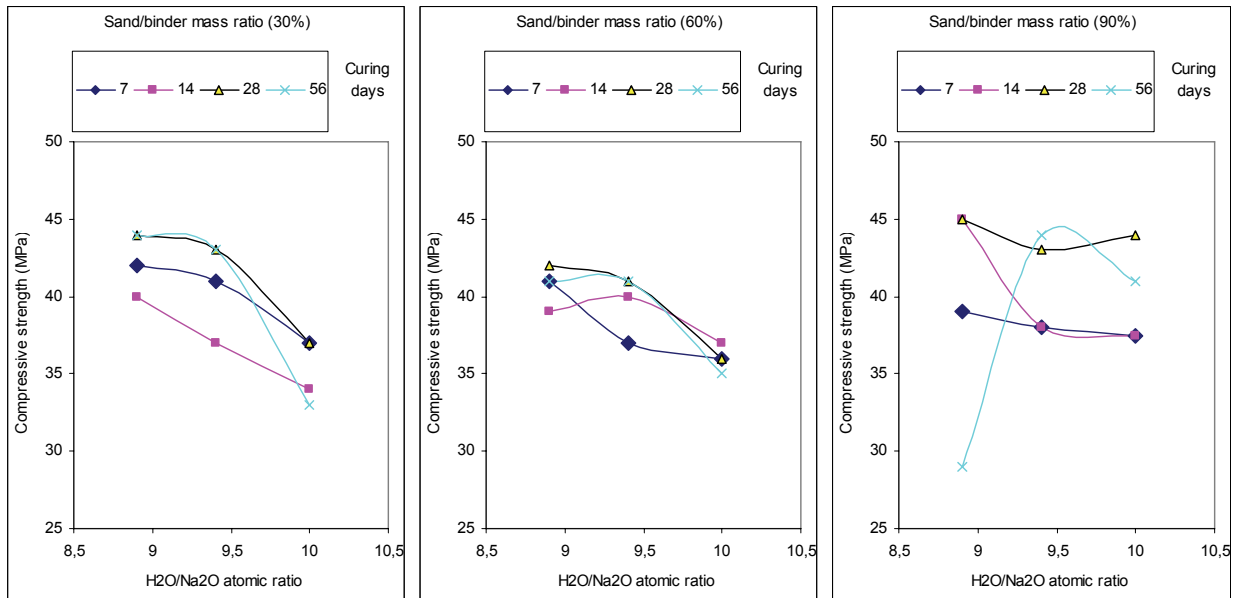 Sand/binder mass ratio (30%)
7 14 28 56
Curing
days
50
45
40
35
30
25
8,5 9 9,5 10 10,5
Compressive strength (MPa)
H2O/Na2O atomic ratio
Sand/binder mass ratio (60%)
7 14 28 56
Curing
days
50
45
40
35
30
25
8,5 9 9,5 10 10,5
Compressive strength (MPa)
H2O/Na2O atomic ratio
Sand/binder mass ratio (90%)
7 14 28 56
Curing
days
50
45
40
35
30
25
8,5 9 9,5 10 10,5
Compressive strength (MPa)
H2O/Na2O atomic ratio